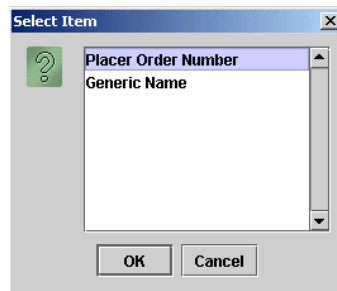 Select Item
Placer Order Number
Generic Name
OK Cancel